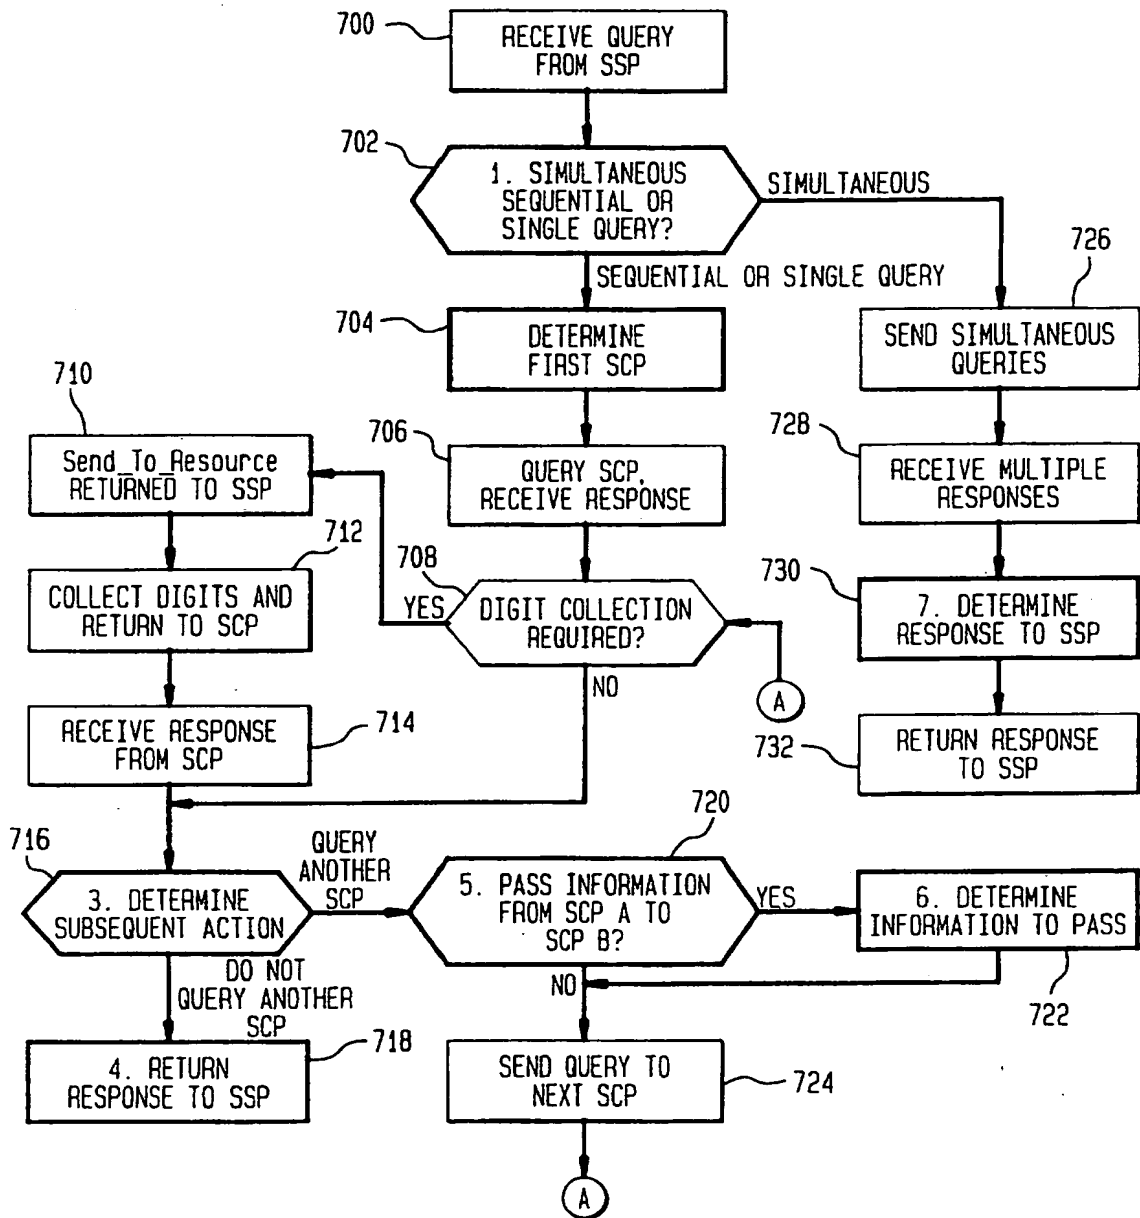 700
RECEIVE QUERY
FROM SSP
702
1. SIMULTANEOUS
SEQUENTIAL OR
SINGLE QUERY?
SIMULTANEOUS
SEQUENTIAL OR SINGLE QUERY
726
SEND SIMULTANEOUS
QUERIES
704
DETERMINE
FIRST SCP
710
Send_To_Resource
RETURNED TO SSP
706
QUERY SCP,
RECEIVE RESPONSE
728
RECEIVE MULTIPLE
RESPONSES
712
COLLECT DIGITS AND
RETURN TO SCP
708
YES
DIGIT COLLECTION
REQUIRED?
NO
A
730
7. DETERMINE
RESPONSE TO SSP
RECEIVE RESPONSE
FROM SCP
714
732
RETURN RESPONSE
TO SSP
716
3. DETERMINE
SUBSEQUENT ACTION
QUERY
ANOTHER
SCP
720
5. PASS INFORMATION
FROM SCP A TO
SCP B?
YES
6. DETERMINE
INFORMATION TO PASS
722
DO NOT
QUERY ANOTHER
SCP
NO
4. RETURN
RESPONSE TO SSP
718
SEND QUERY TO
NEXT SCP
724
A